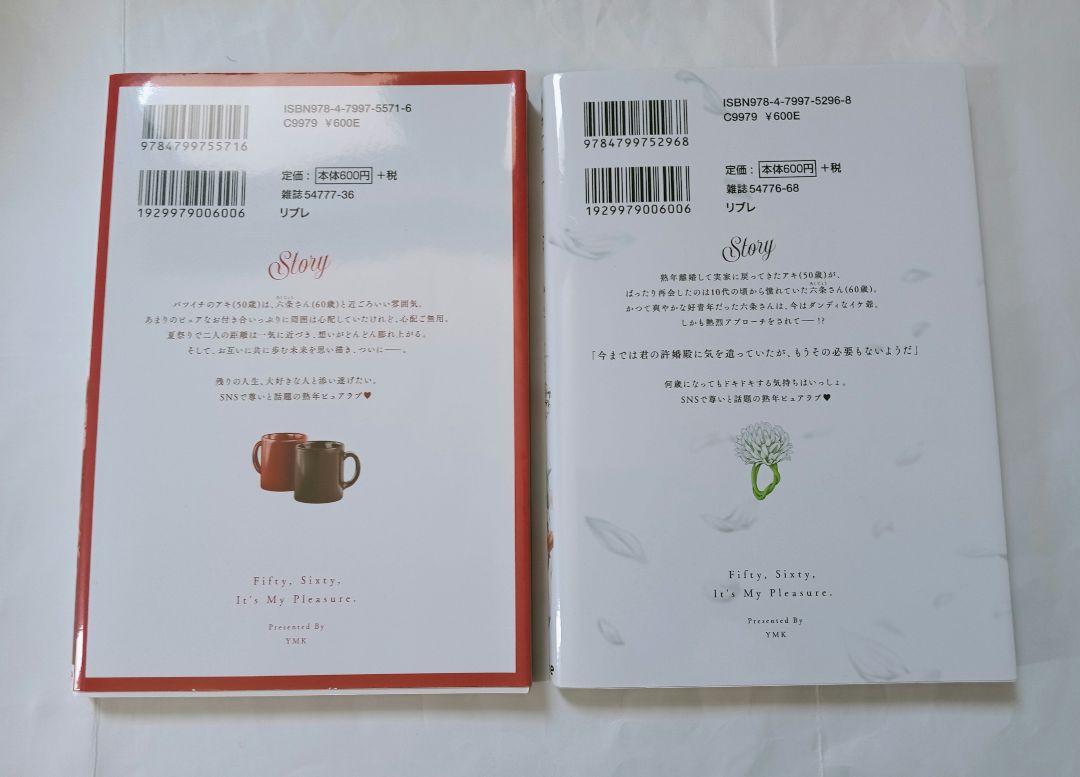 ISBN978-4-7997-5571-6
C9979 ¥600E
9784799755716
定価：本体600円+税
雑誌54777-36
リブレ
1929979006006
Story
バツイチのアキ(50歳)は、六条さん(60歳)と近ごろいい雰囲気。
あまりのピュアなお付き合いっぷりに周囲は心配していたけれど、心配ご無用。
夏祭りで二人の距離は一気に近づき、想いがどんどん膨れ上がる。
そして、お互いに共に歩む未来を思い描き、ついに――。
残りの人生、大好きな人と添い遂げたい。
SNSで尊いと話題の熟年ピュアラブ♥
Fifty, Sixty,
It's My Pleasure.
Presented By
YMK
ISBN978-4-7997-5296-8
C9979 ¥600E
9784799752968
定価：本体600円+税
雑誌54776-68
リブレ
1929979006006
Story
熟年離婚して実家に戻ってきたアキ(50歳)が、
ばったり再会したのは10代の頃から憧れていた六条さん(60歳)。
かつて爽やかな好青年だった六条さんは、今はダンディなイケ爺。
しかも熱烈アプローチをされて――!?
「今までは君の許婚殿に気を遣っていたが、もうその必要もないようだ」
何歳になってもドキドキする気持ちはいっしょ。
SNSで尊いと話題の熟年ピュアラブ♥
Fifty, Sixty,
It's My Pleasure.
Presented By
YMK